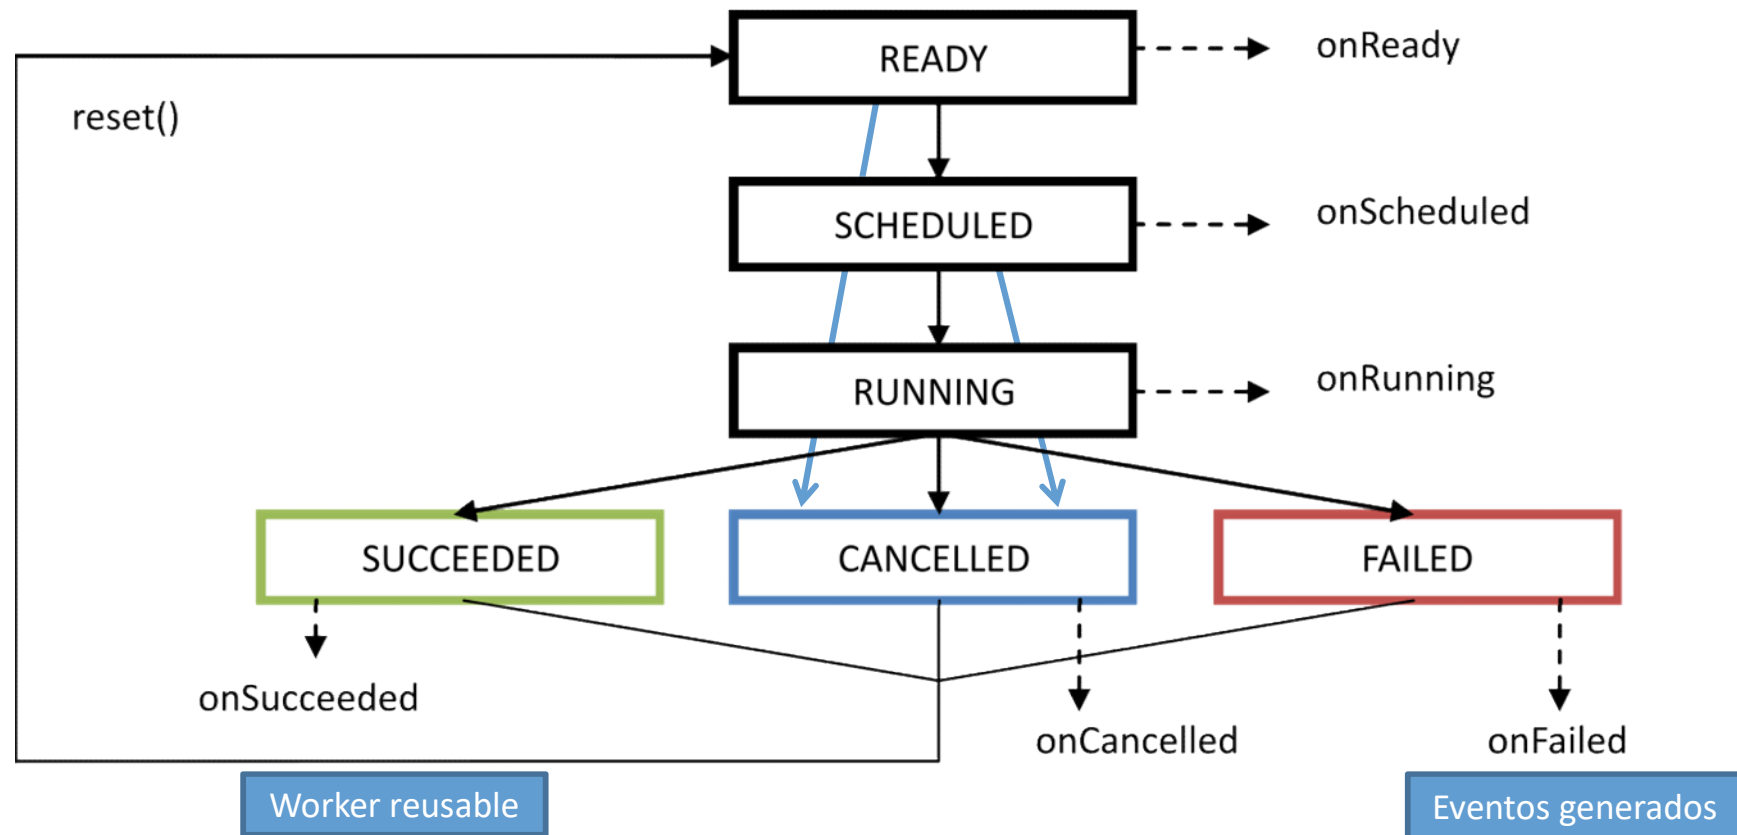 READY
onReady
reset()
SCHEDULED
onScheduled
RUNNING
onRunning
SUCCEEDED
CANCELLED
FAILED
onSucceeded
onCancelled
onFailed
Worker reusable
Eventos generados